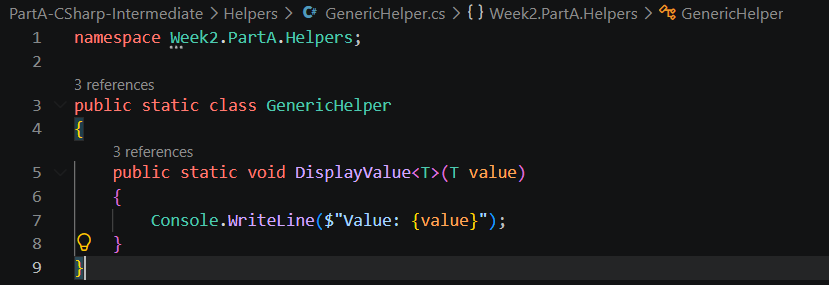 PartA-CSharp-Intermediate > Helpers > C# GenericHelper.cs > {} Week2.PartA.Helpers > GenericHelper
1 namespace Week2.PartA.Helpers;
2
3 references
3 public static class GenericHelper
4 {
3 references
5 public static void DisplayValue<T>(T value)
6 {
7 Console.WriteLine($"Value: {value}");
8 }
9 }